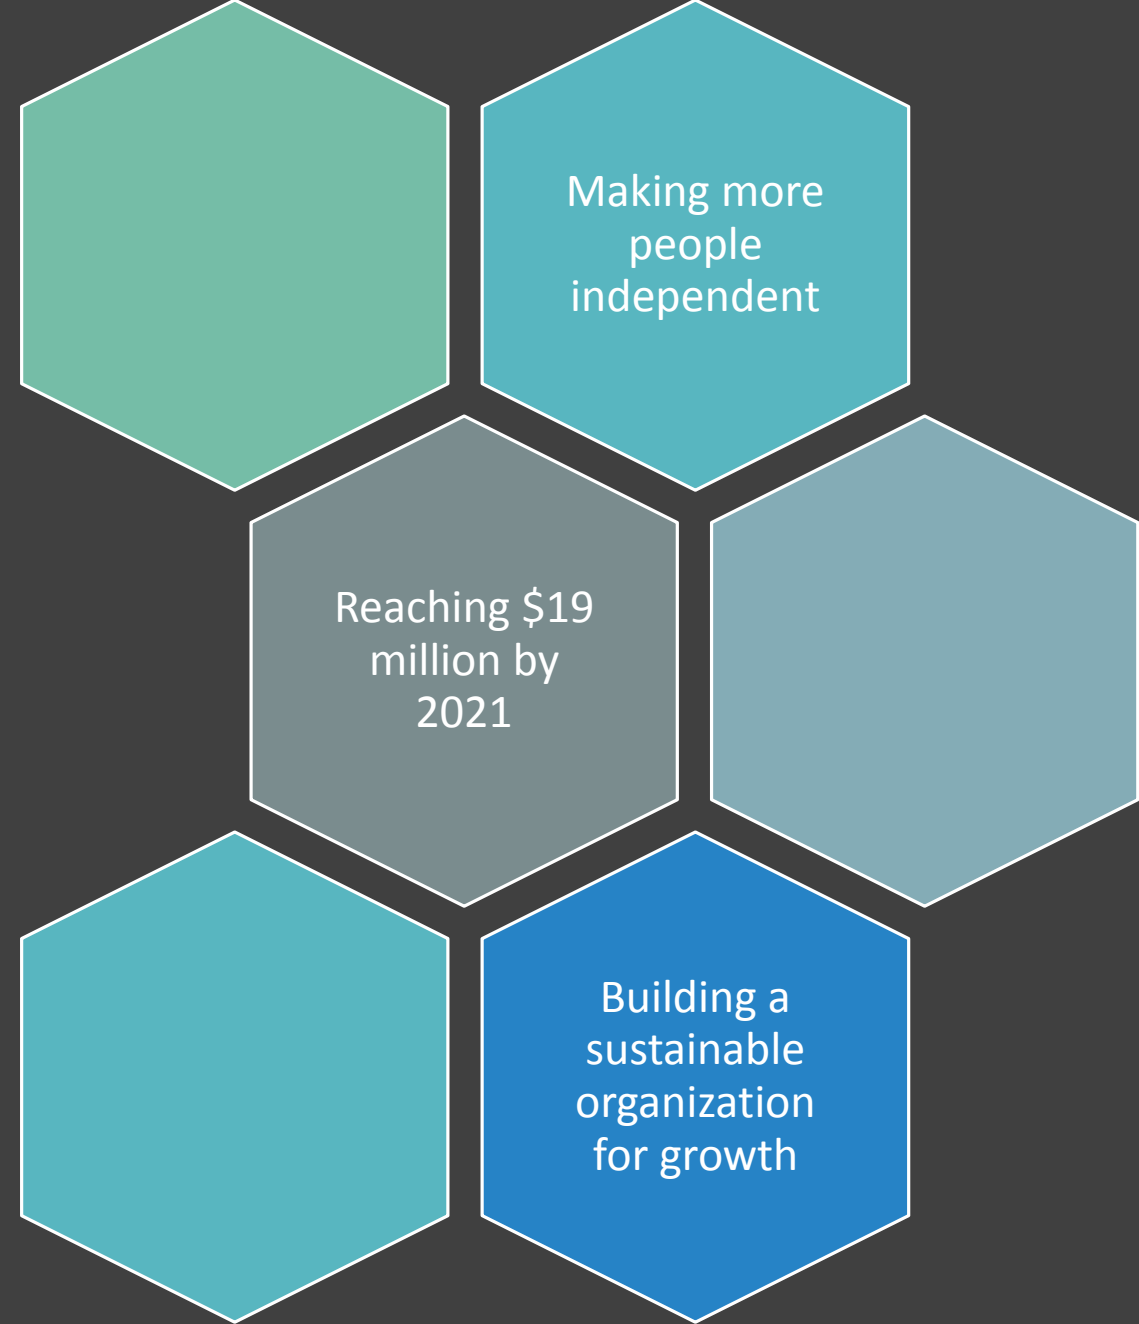 Making more
people
independent
Reaching $19
million by
2021
Building a
sustainable
organization
for growth